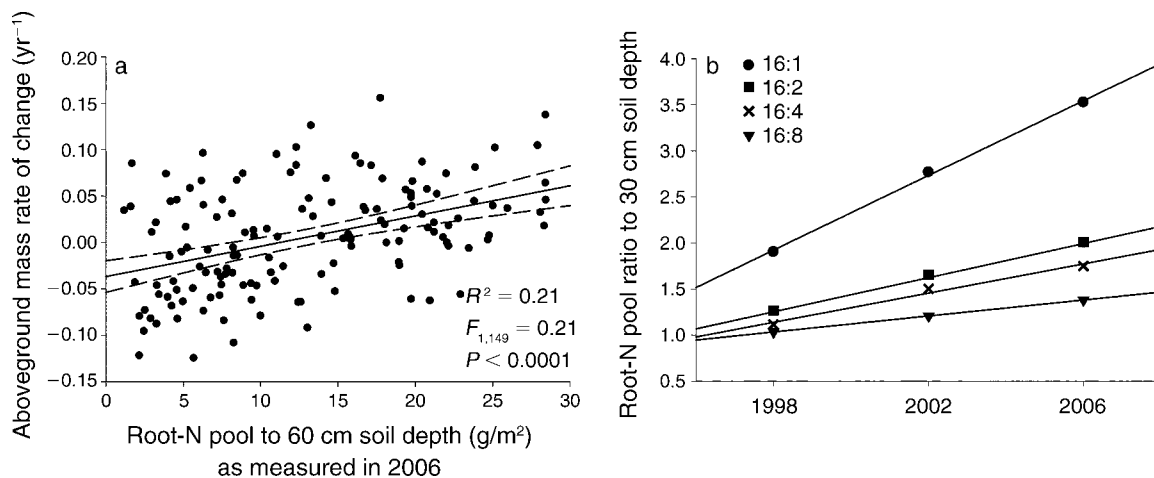 Aboveground mass rate of change (yr⁻¹)
a
0.20
0.15
0.10
0.05
0.00
−0.05
−0.10
−0.15
R² = 0.21
F₁,₁₄₉ = 0.21
P < 0.0001
0 5 10 15 20 25 30
Root-N pool to 60 cm soil depth (g/m²)
as measured in 2006
Root-N pool ratio to 30 cm soil depth
b
16:1
16:2
16:4
16:8
4.0
3.5
3.0
2.5
2.0
1.5
1.0
0.5
1998 2002 2006